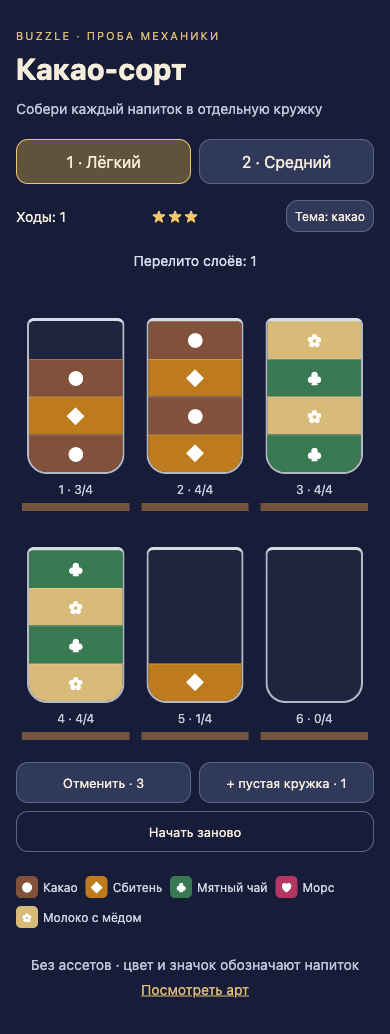 BUZZLE · ПРОБА МЕХАНИКИ
Какао-сорт
Собери каждый напиток в отдельную кружку
1 · Лёгкий
2 · Средний
Ходы: 1
Тема: какао
Перелито слоёв: 1
1 · 3/4
2 · 4/4
3 · 4/4
4 · 4/4
5 · 1/4
6 · 0/4
Отменить · 3
+ пустая кружка · 1
Начать заново
Какао
Сбитень
Мятный чай
Морс
Молоко с мёдом
Без ассетов · цвет и значок обозначают напиток
Посмотреть арт